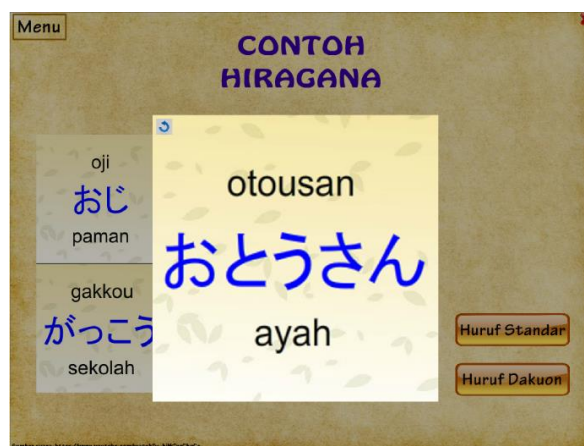 Menu
CONTOH
HIRAGANA
oji
おじ
paman
gakkou
がっこう
sekolah
otousan
おとうさん
ayah
Huruf Standar
Huruf Dakuon